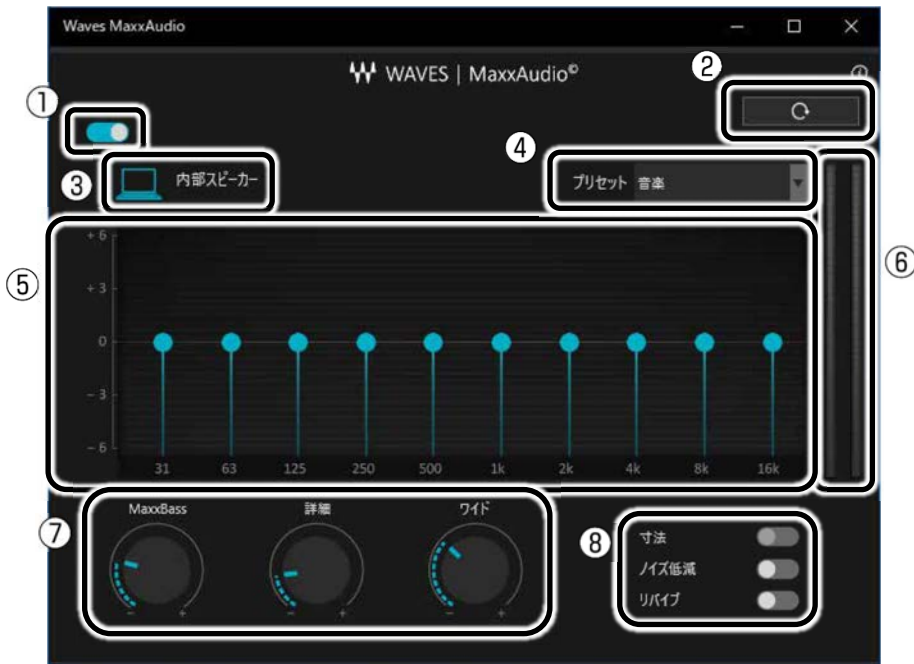 Waves MaxxAudio
WAVES | MaxxAudio©
②
①
④
③ 内部スピーカー
プリセット 音楽
⑤
⑥
+ 6
+ 3
0
- 3
- 6
31 63 125 250 500 1k 2k 4k 8k 16k
⑦
MaxxBass 詳細 ワイド
- + - + - +
⑧
寸法
ノイズ低減
リバイブ